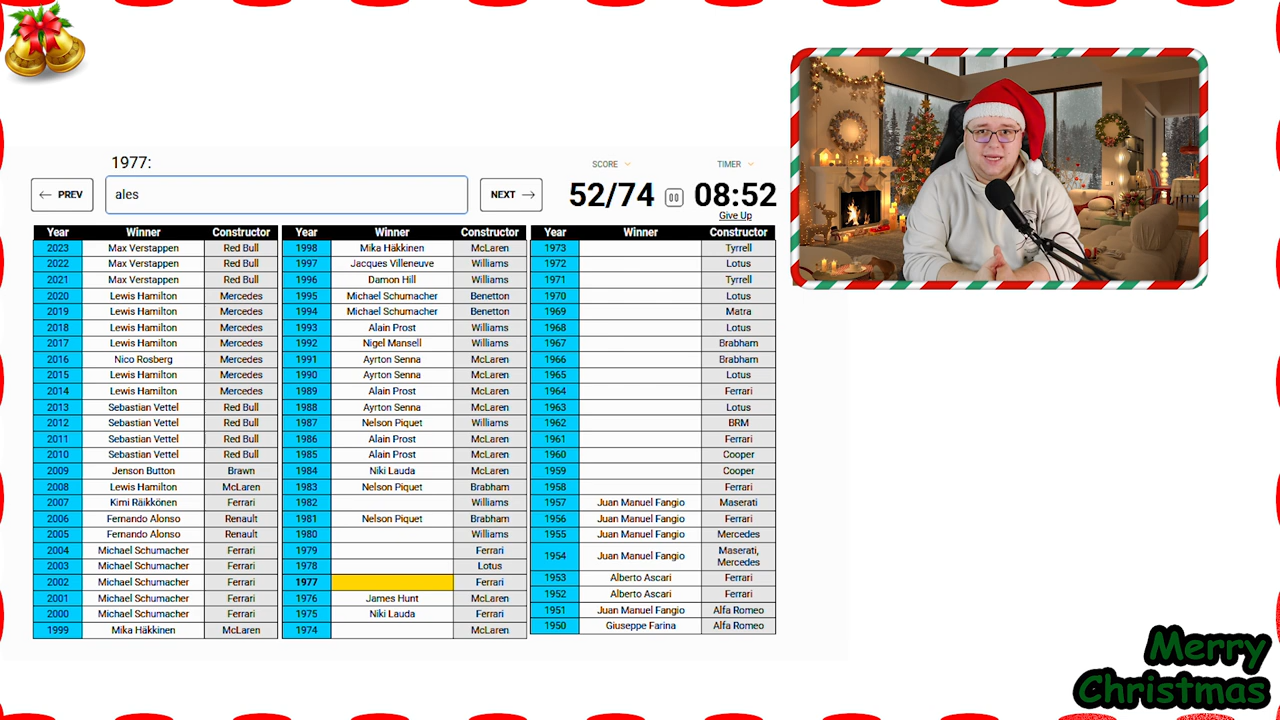 1977:
← PREV
ales
NEXT →
SCORE
52/74
TIMER
08:52
Give Up
Year Winner Constructor
2023 Max Verstappen Red Bull
2022 Max Verstappen Red Bull
2021 Max Verstappen Red Bull
2020 Lewis Hamilton Mercedes
2019 Lewis Hamilton Mercedes
2018 Lewis Hamilton Mercedes
2017 Lewis Hamilton Mercedes
2016 Nico Rosberg Mercedes
2015 Lewis Hamilton Mercedes
2014 Lewis Hamilton Mercedes
2013 Sebastian Vettel Red Bull
2012 Sebastian Vettel Red Bull
2011 Sebastian Vettel Red Bull
2010 Sebastian Vettel Red Bull
2009 Jenson Button Brawn
2008 Lewis Hamilton McLaren
2007 Kimi Räikkönen Ferrari
2006 Fernando Alonso Renault
2005 Fernando Alonso Renault
2004 Michael Schumacher Ferrari
2003 Michael Schumacher Ferrari
2002 Michael Schumacher Ferrari
2001 Michael Schumacher Ferrari
2000 Michael Schumacher Ferrari
1999 Mika Häkkinen McLaren
Year Winner Constructor
1998 Mika Häkkinen McLaren
1997 Jacques Villeneuve Williams
1996 Damon Hill Williams
1995 Michael Schumacher Benetton
1994 Michael Schumacher Benetton
1993 Alain Prost Williams
1992 Nigel Mansell Williams
1991 Ayrton Senna McLaren
1990 Ayrton Senna McLaren
1989 Alain Prost McLaren
1988 Ayrton Senna McLaren
1987 Nelson Piquet Williams
1986 Alain Prost McLaren
1985 Alain Prost McLaren
1984 Niki Lauda McLaren
1983 Nelson Piquet Brabham
1982 Williams
1981 Nelson Piquet Brabham
1980 Williams
1979 Ferrari
1978 Lotus
1977 Ferrari
1976 James Hunt McLaren
1975 Niki Lauda Ferrari
1974 McLaren
Year Winner Constructor
1973 Tyrrell
1972 Lotus
1971 Tyrrell
1970 Lotus
1969 Matra
1968 Lotus
1967 Brabham
1966 Brabham
1965 Lotus
1964 Ferrari
1963 Lotus
1962 BRM
1961 Ferrari
1960 Cooper
1959 Cooper
1958 Ferrari
1957 Juan Manuel Fangio Maserati
1956 Juan Manuel Fangio Ferrari
1955 Juan Manuel Fangio Mercedes
1954 Juan Manuel Fangio Maserati,
Mercedes
1953 Alberto Ascari Ferrari
1952 Alberto Ascari Ferrari
1951 Juan Manuel Fangio Alfa Romeo
1950 Giuseppe Farina Alfa Romeo
Merry
Christmas